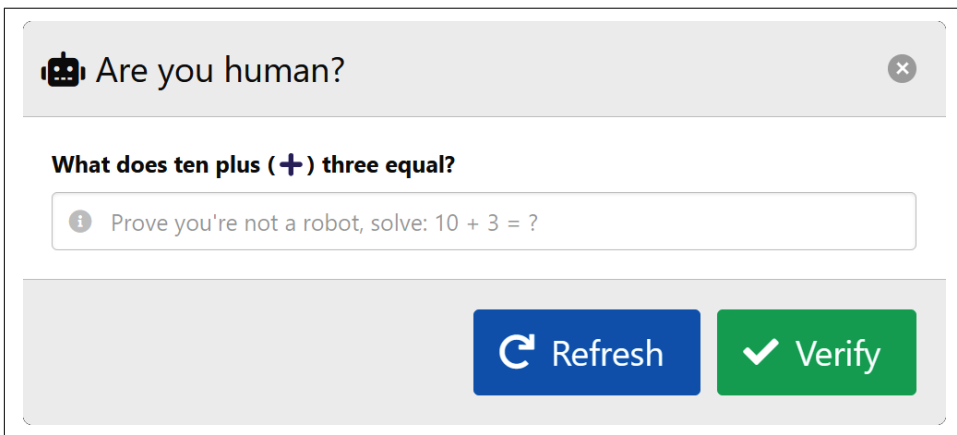 Are you human?
What does ten plus (+) three equal?
Prove you're not a robot, solve: 10 + 3 = ?
Refresh
Verify